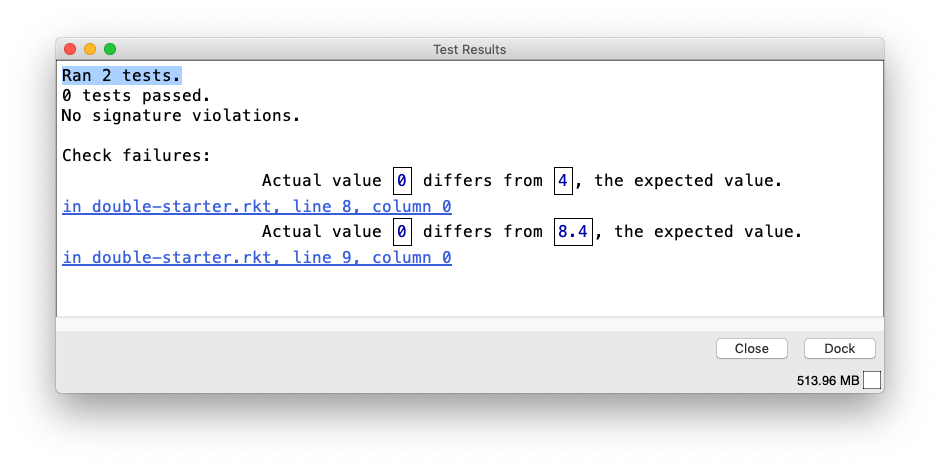 Test Results
Ran 2 tests.
0 tests passed.
No signature violations.
Check failures:
Actual value 0 differs from 4, the expected value.
in double-starter.rkt, line 8, column 0
Actual value 0 differs from 8.4, the expected value.
in double-starter.rkt, line 9, column 0
Close Dock
513.96 MB